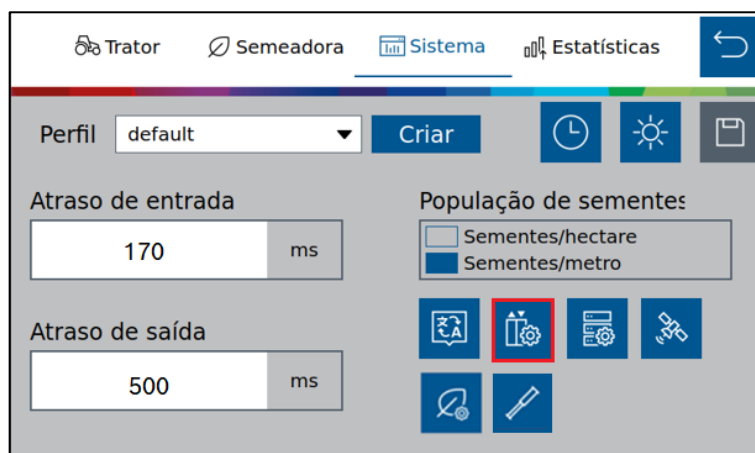 Trator Semeadora Sistema Estatísticas
Perfil default Criar
Atraso de entrada
170 ms
População de sementes
Sementes/hectare
Sementes/metro
Atraso de saída
500 ms